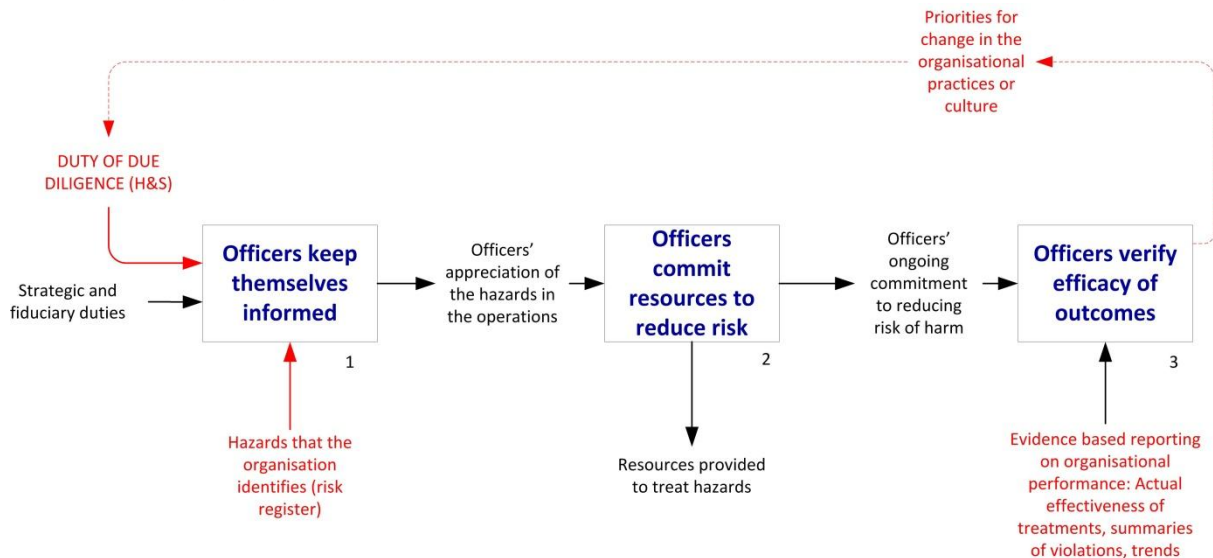 Priorities for
change in the
organisational
practices or
culture
DUTY OF DUE
DILIGENCE (H&S)
Strategic and
fiduciary duties
Officers keep
themselves
informed
1
Hazards that the
organisation
identifies (risk
register)
Officers'
appreciation of
the hazards in
the operations
Officers
commit
resources to
reduce risk
2
Resources provided
to treat hazards
Officers'
ongoing
commitment
to reducing
risk of harm
Officers verify
efficacy of
outcomes
3
Evidence based reporting
on organisational
performance: Actual
effectiveness of
treatments, summaries
of violations, trends